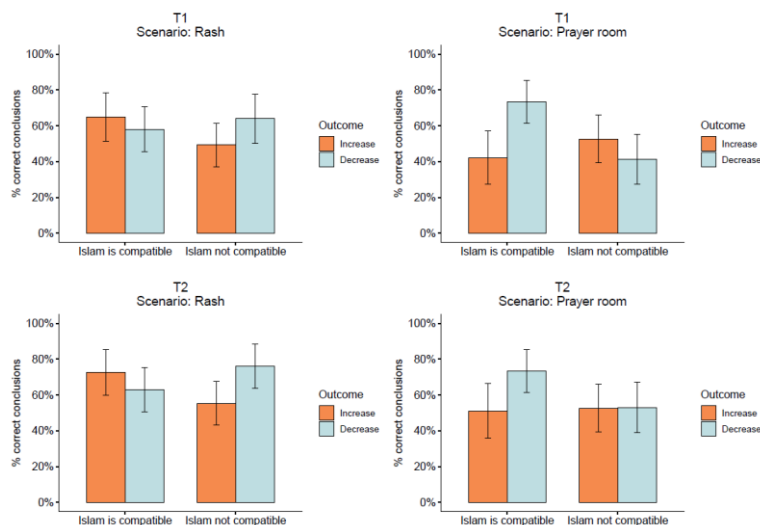 T1
Scenario: Rash
100%
80%
60%
40%
20%
0%
% correct conclusions
Islam is compatible
Islam not compatible
Outcome
Increase
Decrease
T1
Scenario: Prayer room
100%
80%
60%
40%
20%
0%
% correct conclusions
Islam is compatible
Islam not compatible
Outcome
Increase
Decrease
T2
Scenario: Rash
100%
80%
60%
40%
20%
0%
% correct conclusions
Islam is compatible
Islam not compatible
Outcome
Increase
Decrease
T2
Scenario: Prayer room
100%
80%
60%
40%
20%
0%
% correct conclusions
Islam is compatible
Islam not compatible
Outcome
Increase
Decrease